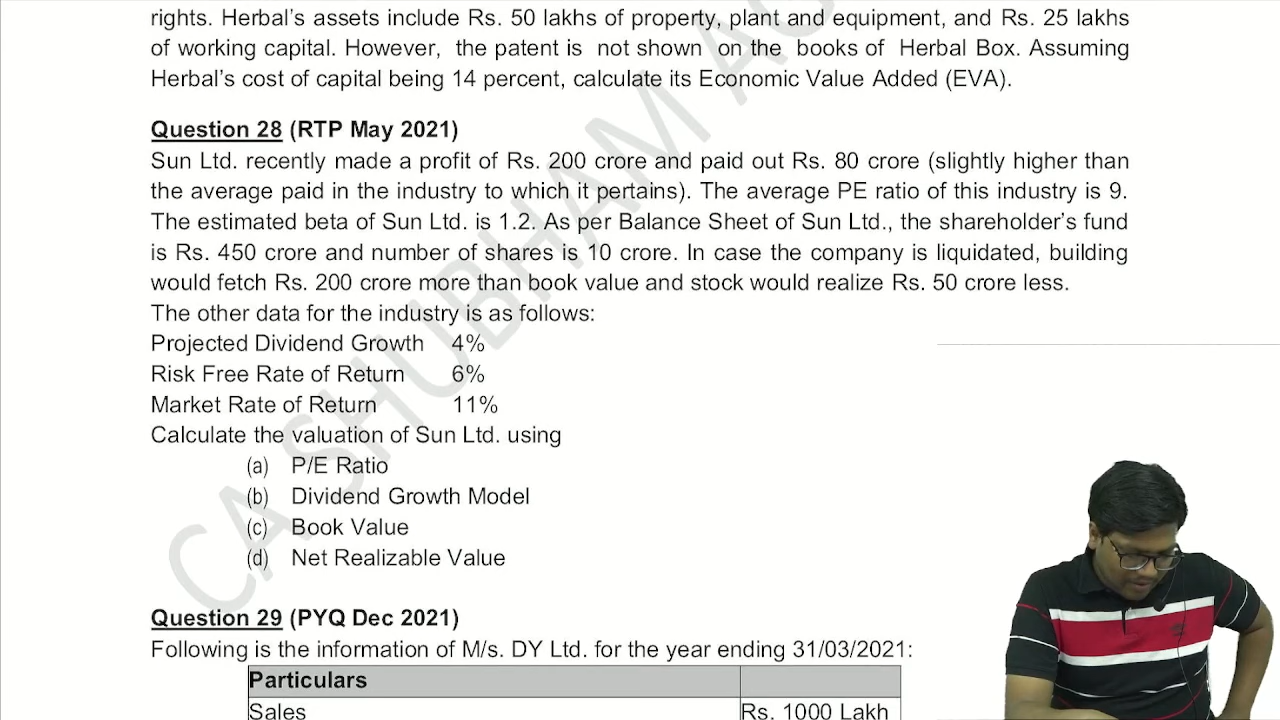 rights. Herbal's assets include Rs. 50 lakhs of property, plant and equipment, and Rs. 25 lakhs
of working capital. However, the patent is not shown on the books of Herbal Box. Assuming
Herbal's cost of capital being 14 percent, calculate its Economic Value Added (EVA).
Question 28 (RTP May 2021)
Sun Ltd. recently made a profit of Rs. 200 crore and paid out Rs. 80 crore (slightly higher than
the average paid in the industry to which it pertains). The average PE ratio of this industry is 9.
The estimated beta of Sun Ltd. is 1.2. As per Balance Sheet of Sun Ltd., the shareholder's fund
is Rs. 450 crore and number of shares is 10 crore. In case the company is liquidated, building
would fetch Rs. 200 crore more than book value and stock would realize Rs. 50 crore less.
The other data for the industry is as follows:
Projected Dividend Growth 4%
Risk Free Rate of Return 6%
Market Rate of Return 11%
Calculate the valuation of Sun Ltd. using
(a) P/E Ratio
(b) Dividend Growth Model
(c) Book Value
(d) Net Realizable Value
Question 29 (PYQ Dec 2021)
Following is the information of M/s. DY Ltd. for the year ending 31/03/2021:
Particulars
Sales Rs. 1000 Lakh
CA SHUBHAM